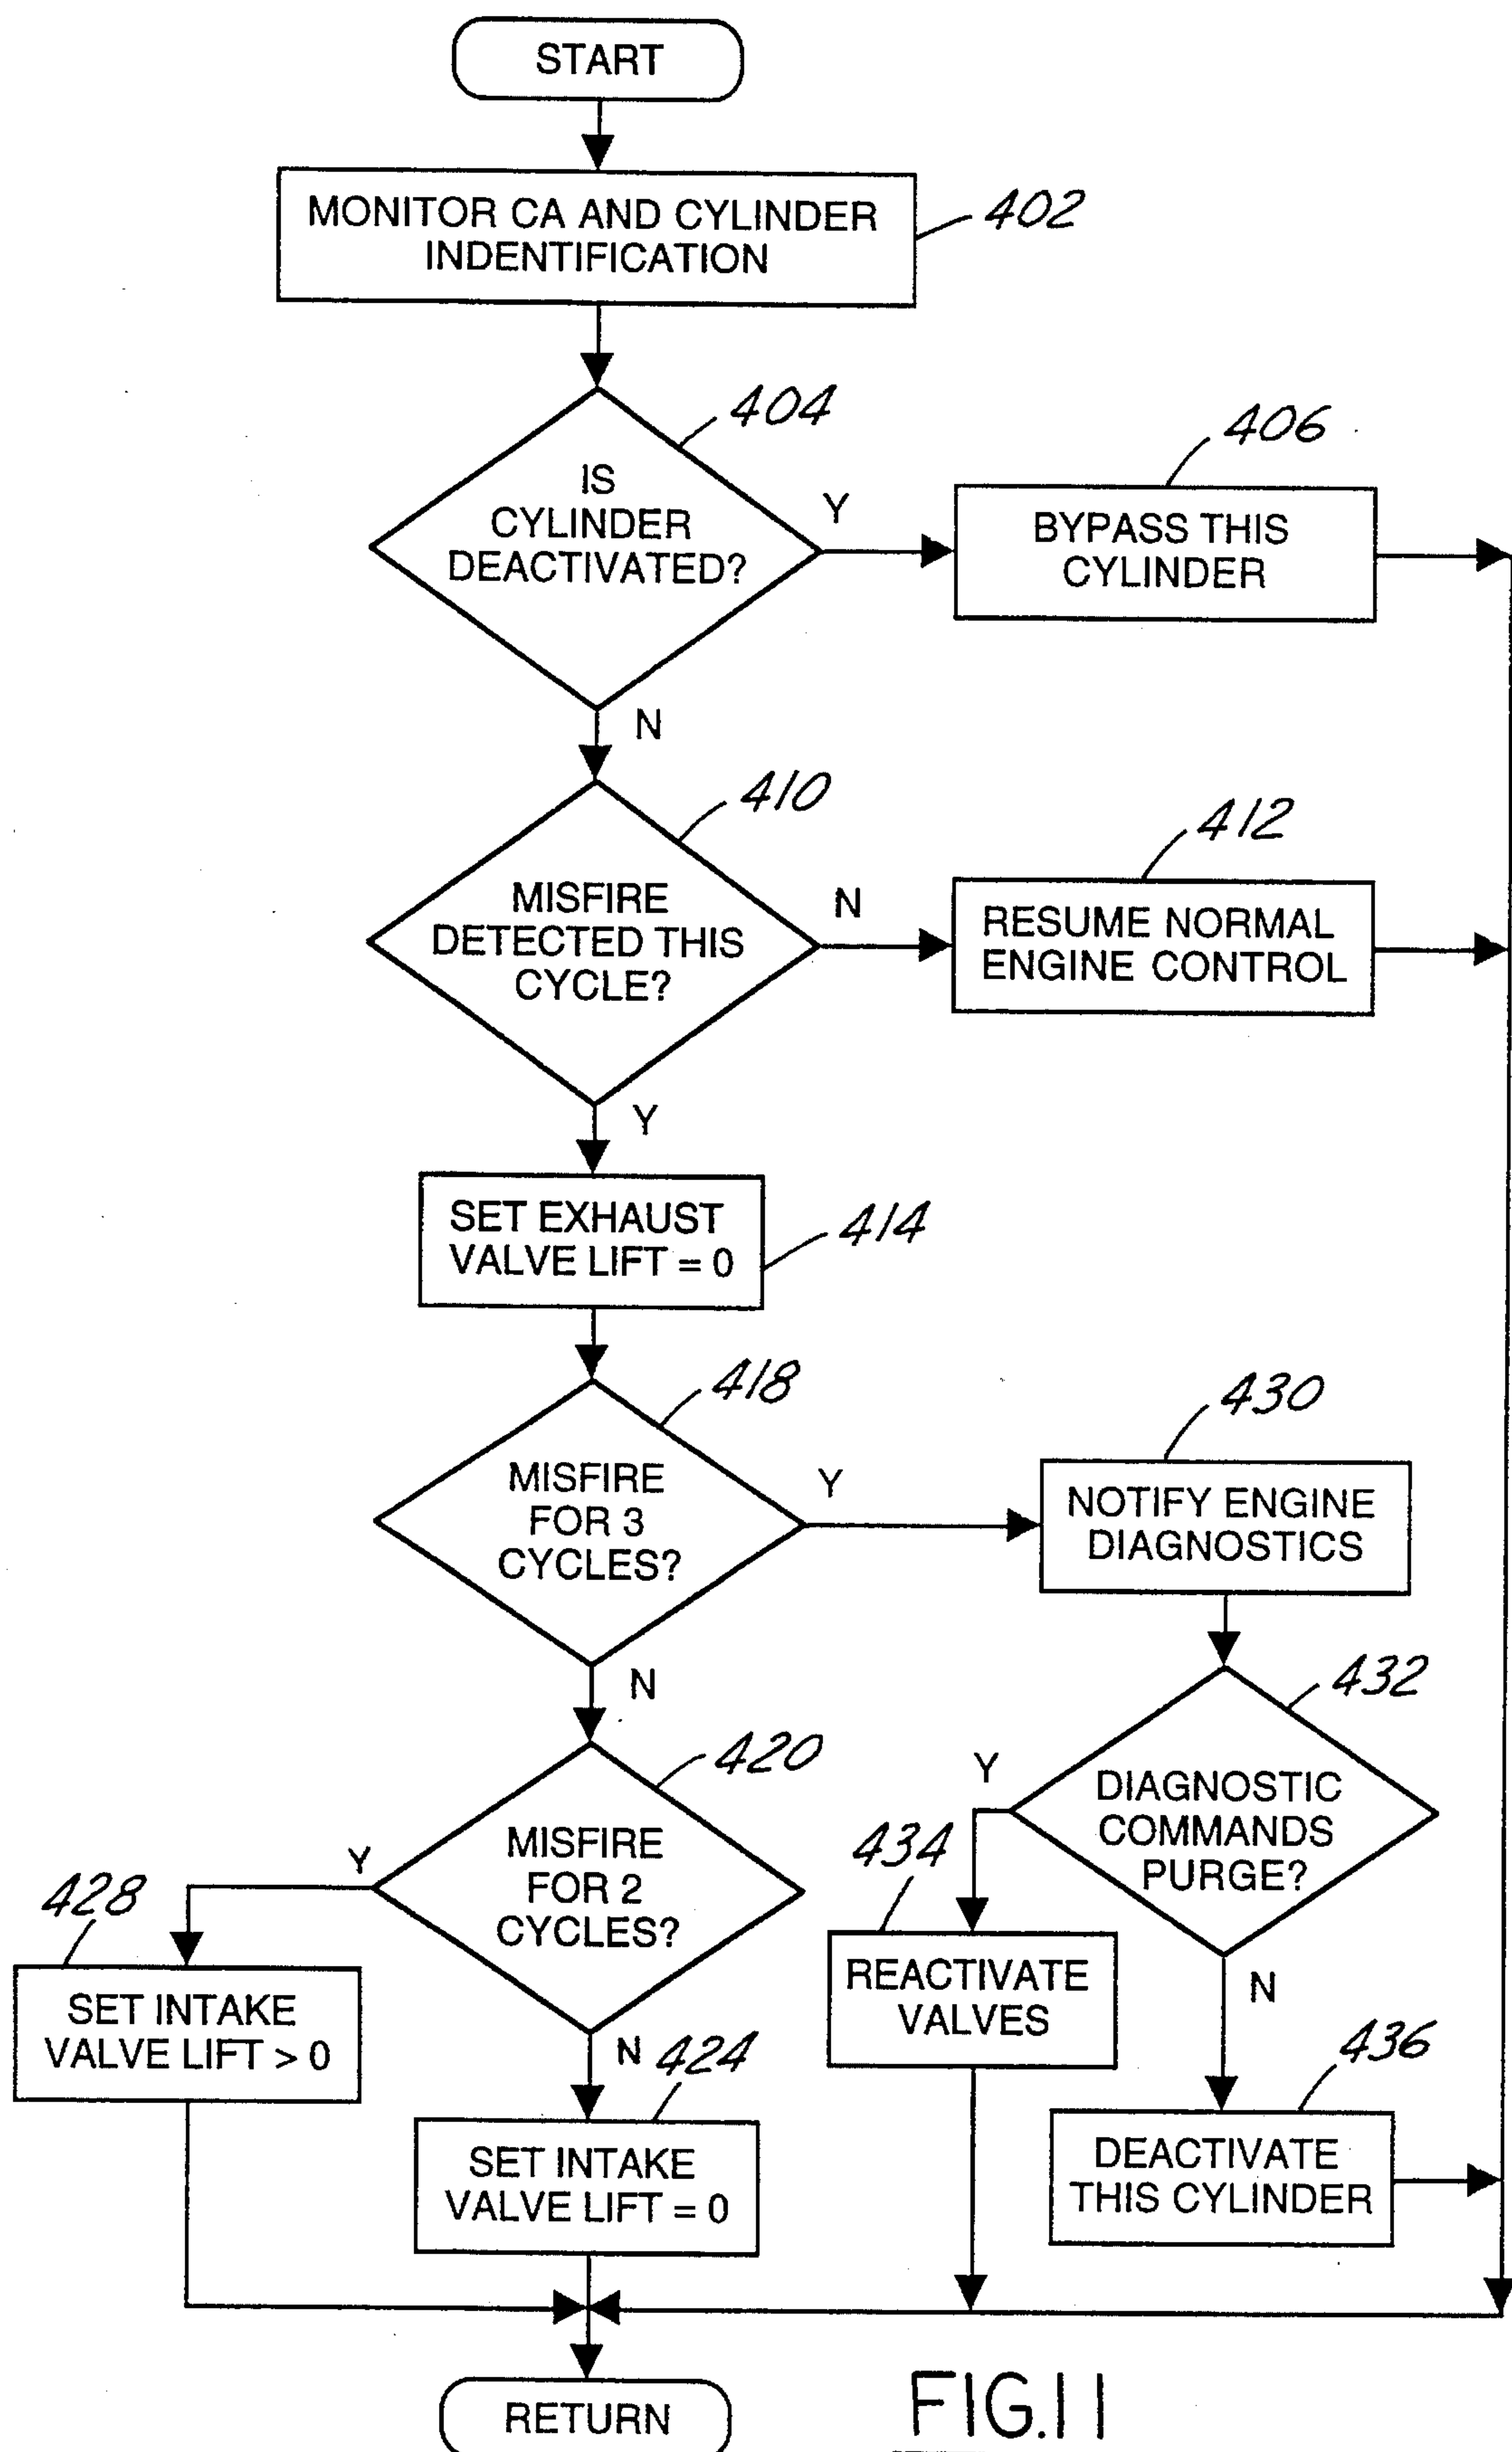 START
MONITOR CA AND CYLINDER
INDENTIFICATION
402
404
IS
CYLINDER
DEACTIVATED?
Y
406
BYPASS THIS
CYLINDER
N
410
MISFIRE
DETECTED THIS
CYCLE?
N
412
RESUME NORMAL
ENGINE CONTROL
Y
SET EXHAUST
VALVE LIFT = 0
414
418
MISFIRE
FOR 3
CYCLES?
Y
430
NOTIFY ENGINE
DIAGNOSTICS
N
432
DIAGNOSTIC
COMMANDS
PURGE?
Y
434
REACTIVATE
VALVES
N
436
DEACTIVATE
THIS CYLINDER
420
MISFIRE
FOR 2
CYCLES?
Y
428
SET INTAKE
VALVE LIFT > 0
N
424
SET INTAKE
VALVE LIFT = 0
RETURN
FIG.11